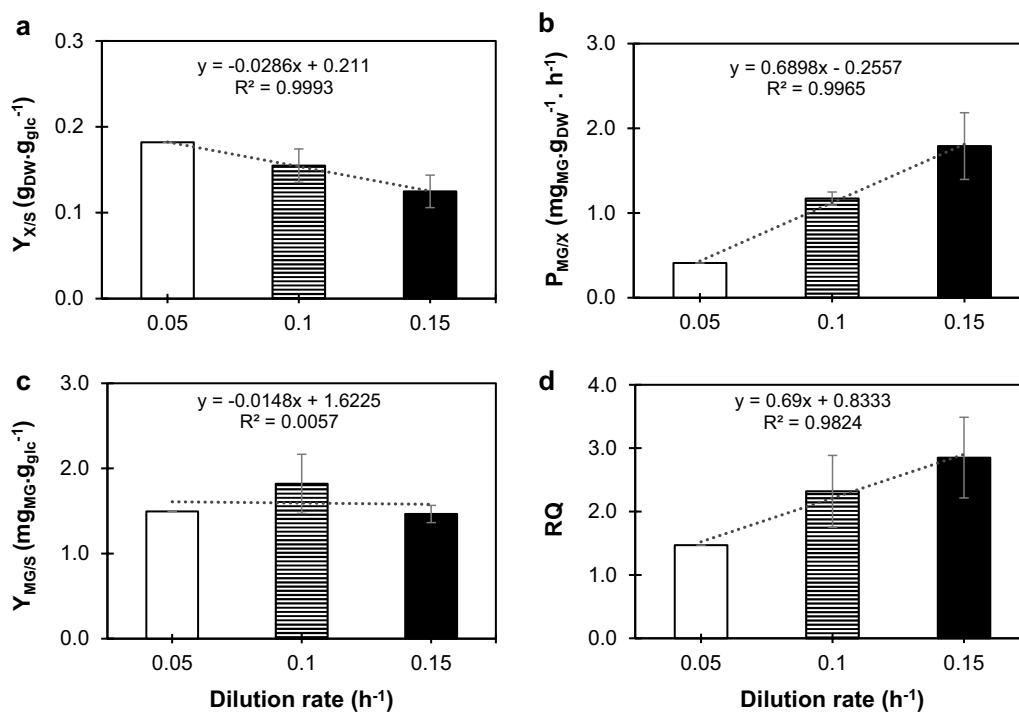 a
0.3
0.2
0.1
0.0
Y_X/S (g_DW·g_glc^-1)
y = -0.0286x + 0.211
R² = 0.9993
0.05 0.1 0.15
b
3.0
2.0
1.0
0.0
P_MG/X (mg_MG·g_DW^-1. h^-1)
y = 0.6898x - 0.2557
R² = 0.9965
0.05 0.1 0.15
c
3.0
2.0
1.0
0.0
Y_MG/S (mg_MG·g_glc^-1)
y = -0.0148x + 1.6225
R² = 0.0057
0.05 0.1 0.15
Dilution rate (h^-1)
d
4.0
3.0
2.0
1.0
0.0
RQ
y = 0.69x + 0.8333
R² = 0.9824
0.05 0.1 0.15
Dilution rate (h^-1)